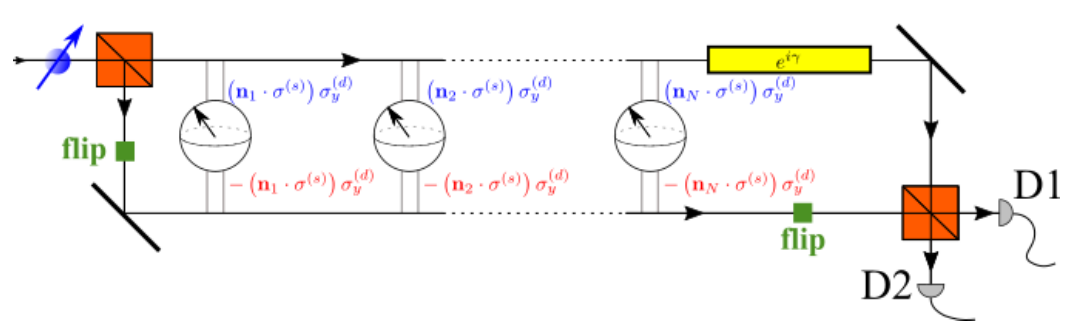 e^{iγ}
(n₁ · σ^{(s)}) σ_y^{(d)}
(n₂ · σ^{(s)}) σ_y^{(d)}
(n_N · σ^{(s)}) σ_y^{(d)}
flip
− (n₁ · σ^{(s)}) σ_y^{(d)}
− (n₂ · σ^{(s)}) σ_y^{(d)}
− (n_N · σ^{(s)}) σ_y^{(d)}
D1
flip
D2